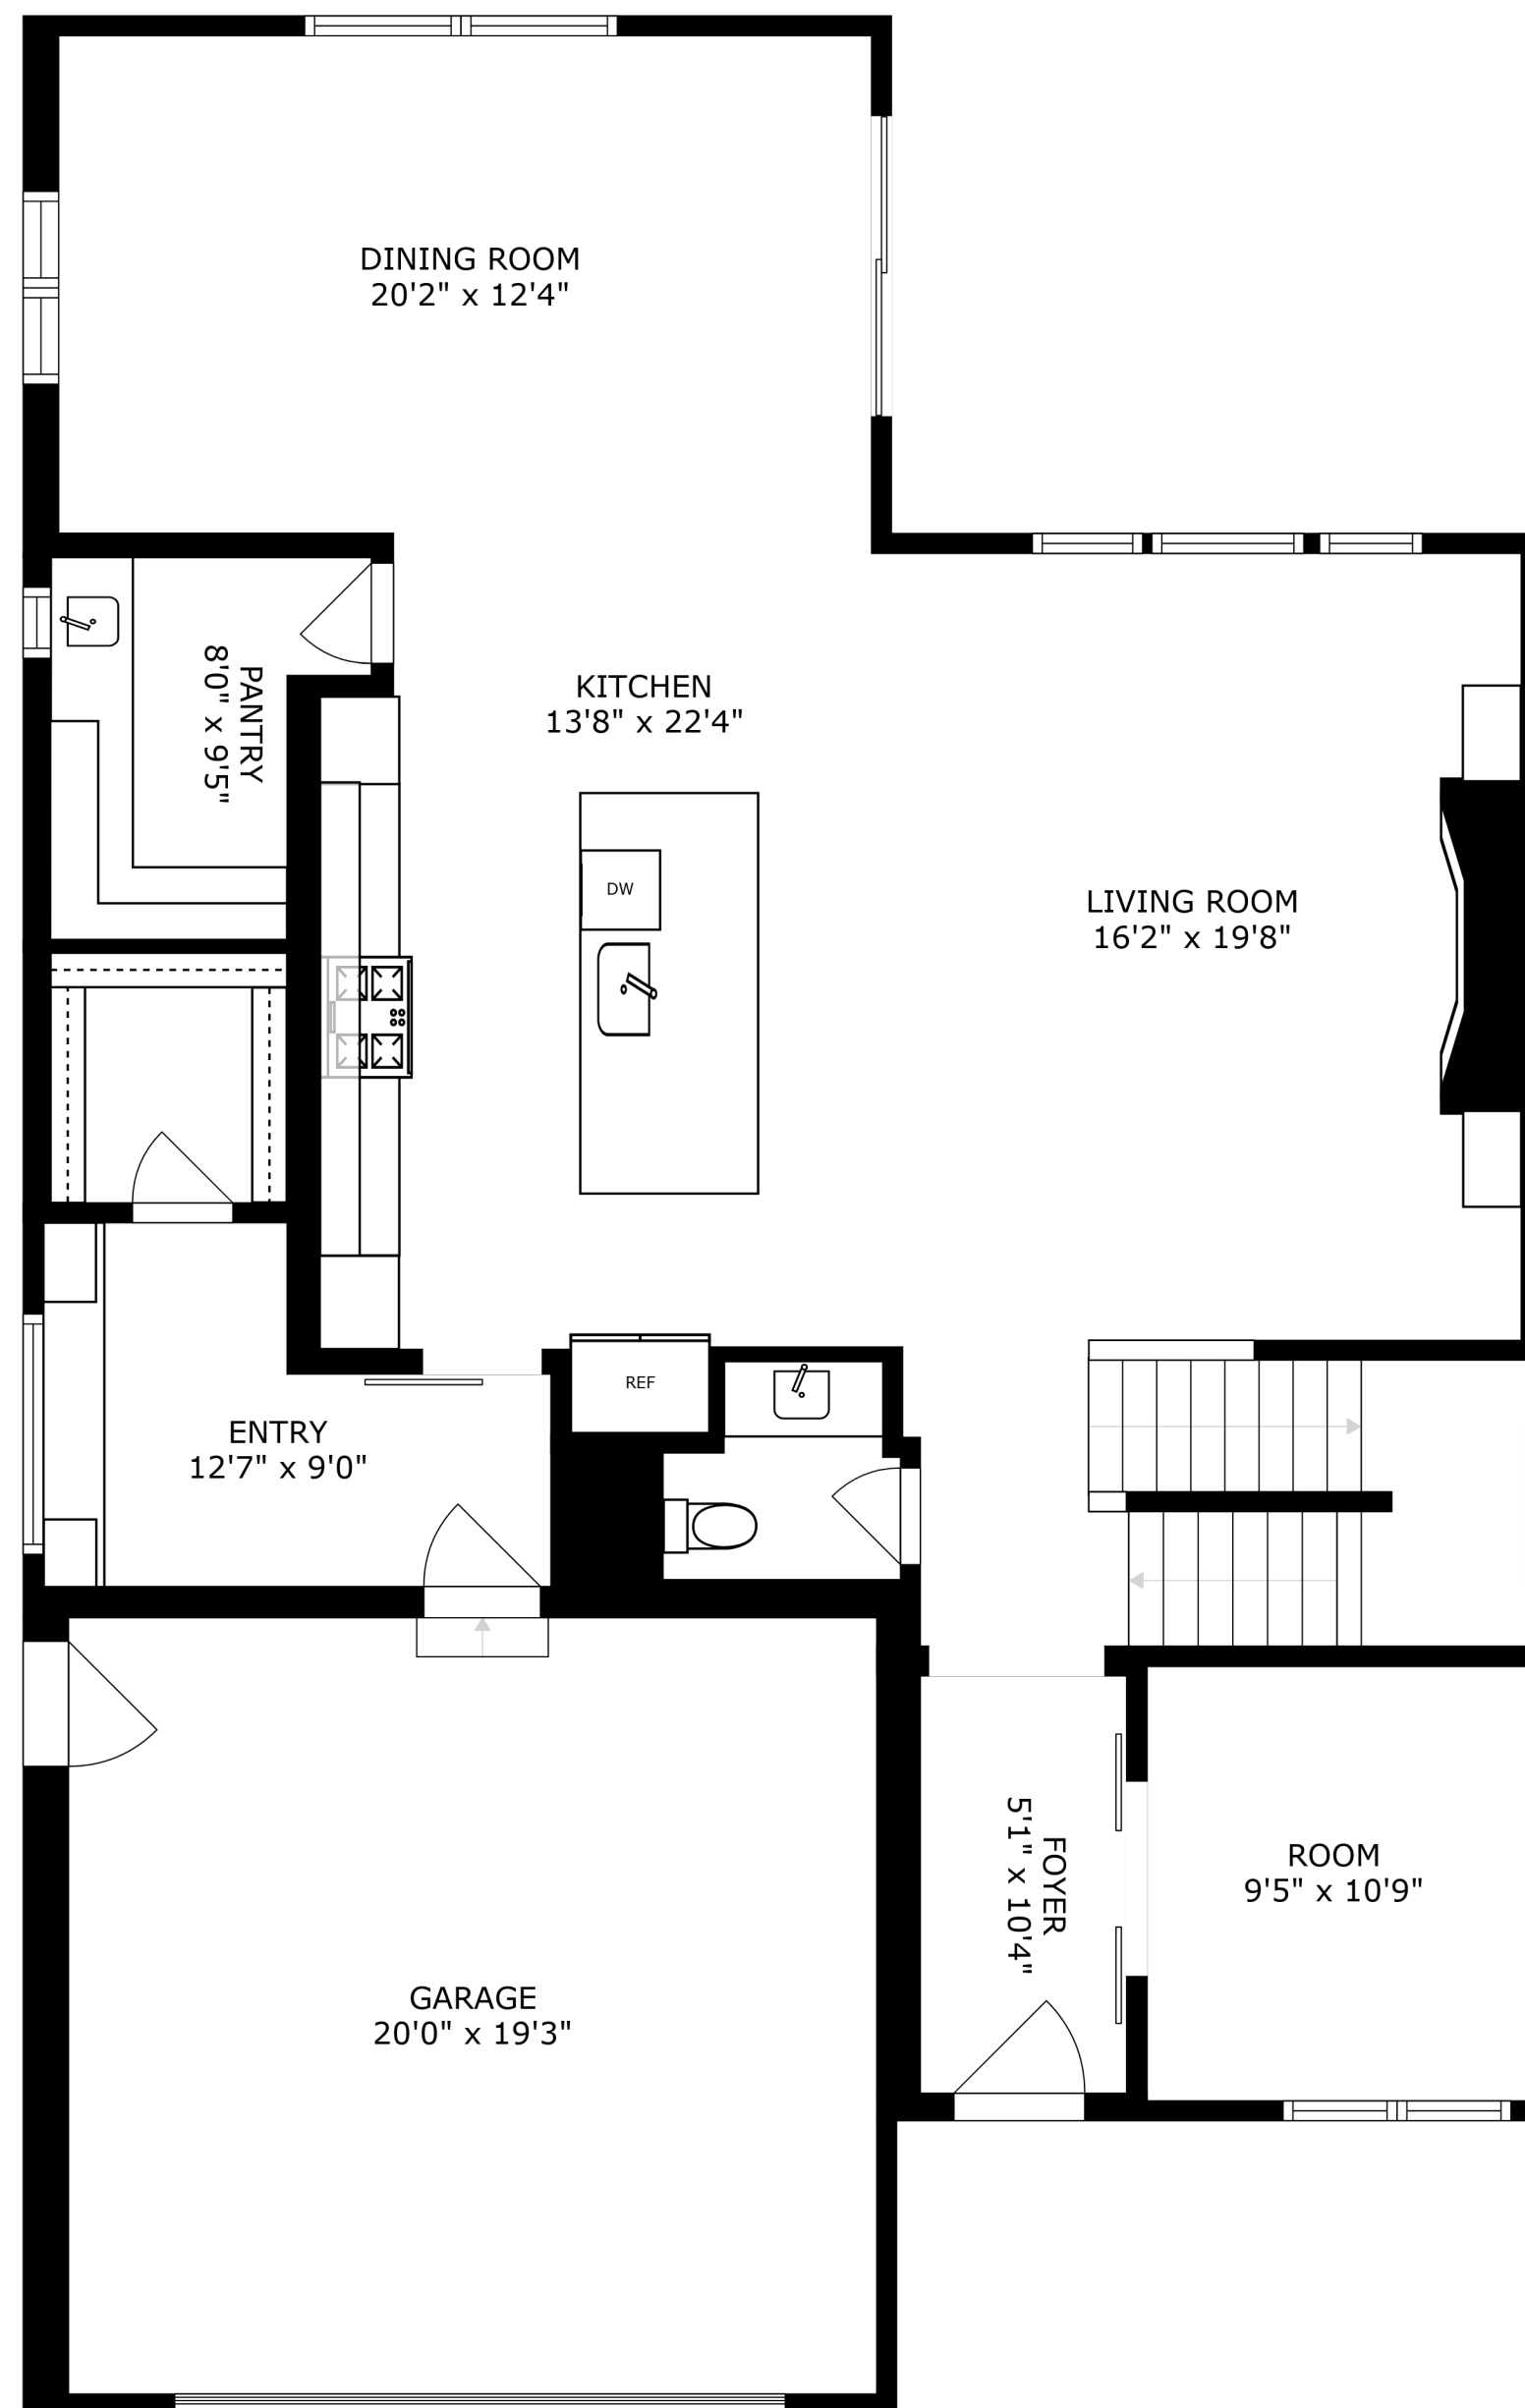 DINING ROOM
20'2" x 12'4"
PANTRY
8'0" x 9'5"
KITCHEN
13'8" x 22'4"
DW
LIVING ROOM
16'2" x 19'8"
REF
ENTRY
12'7" x 9'0"
FOYER
5'1" x 10'4"
ROOM
9'5" x 10'9"
GARAGE
20'0" x 19'3"